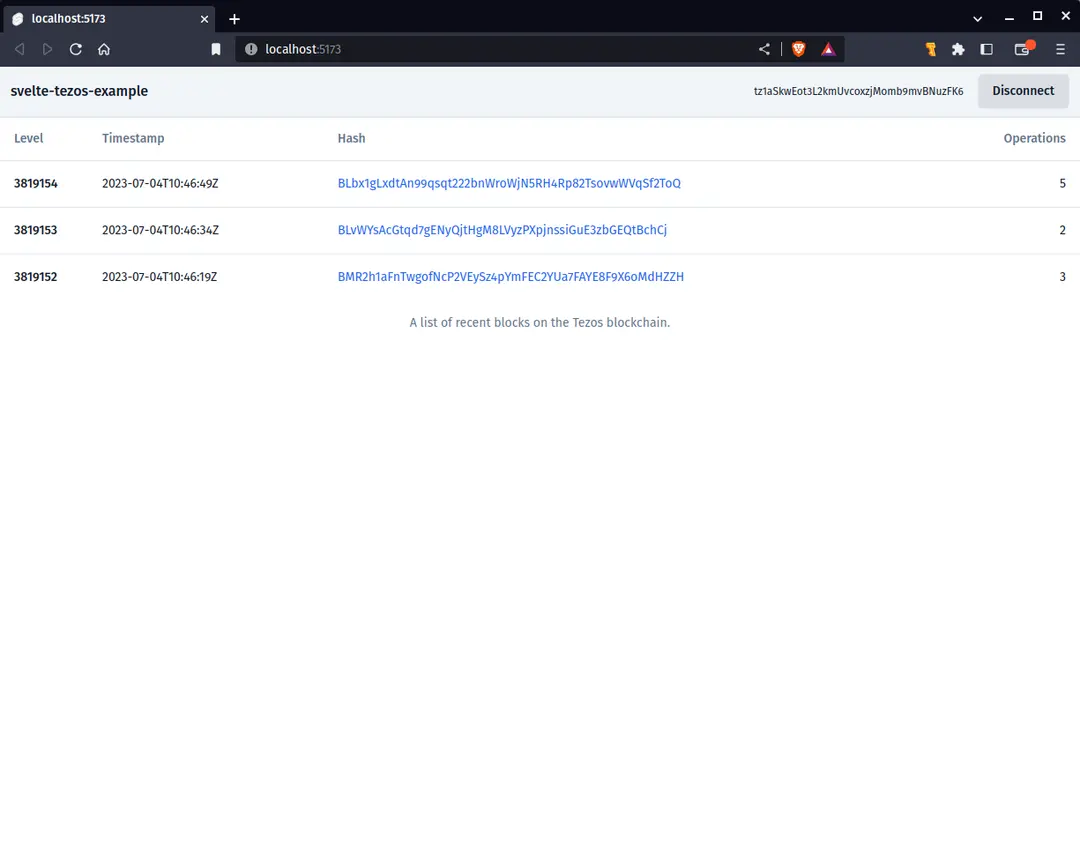 localhost:5173
localhost:5173
svelte-tezos-example tz1aSkwEot3L2kmUvcoxzjMomb9mvBNuzFK6 Disconnect
Level Timestamp Hash Operations
3819154 2023-07-04T10:46:49Z BLbx1gLxdtAn99qsqt222bnWroWjN5RH4Rp82TsovwWVqSf2ToQ 5
3819153 2023-07-04T10:46:34Z BLvWYsAcGtqd7gENyQjtHgM8LVyzPXpjnssiGuE3zbGEQtBchCj 2
3819152 2023-07-04T10:46:19Z BMR2h1aFnTwgofNcP2VEySz4pYmFEC2YUa7FAYE8F9X6oMdHZZH 3
A list of recent blocks on the Tezos blockchain.